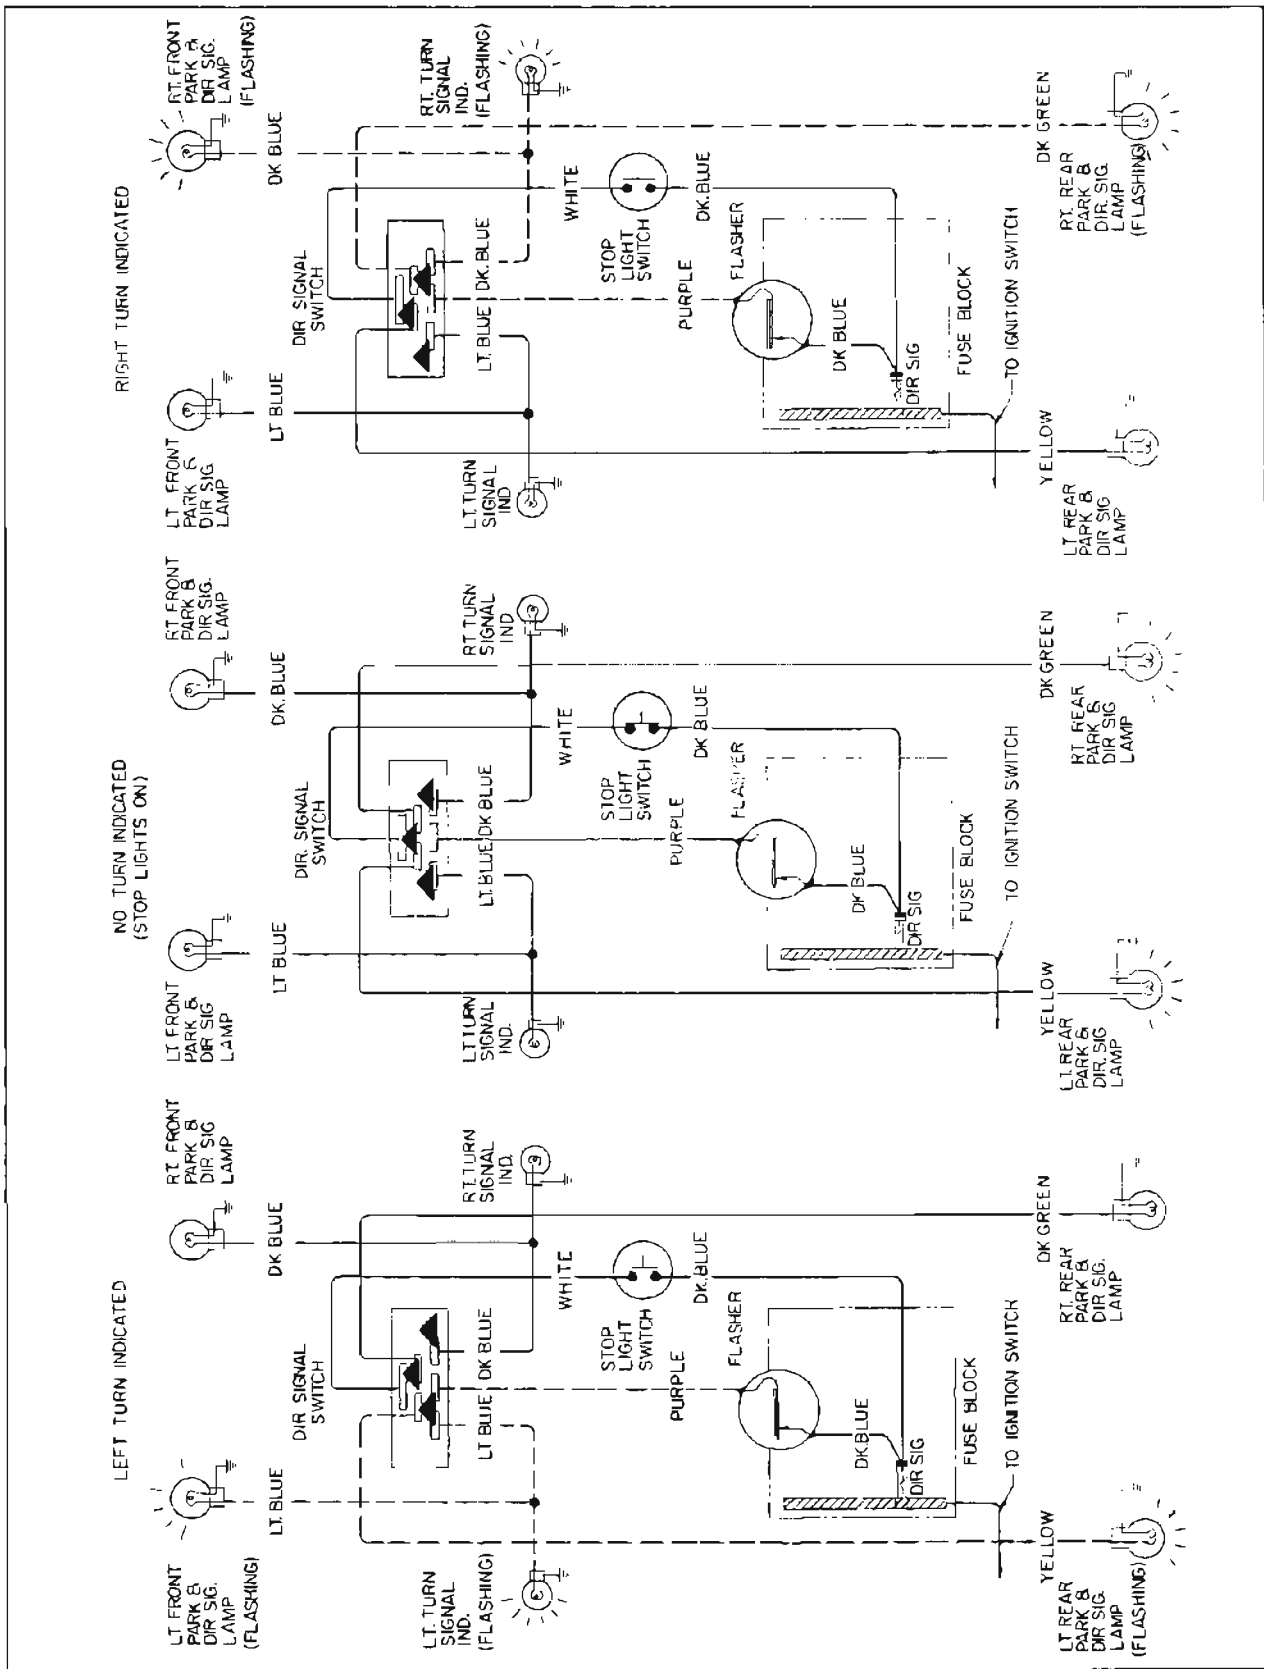 LEFT TURN INDICATED
LT FRONT
PARK &
DIR SIG.
LAMP
(FLASHING)
RT. FRONT
PARK &
DIR. SIG
LAMP
LT. BLUE
DK BLUE
DIR SIGNAL
SWITCH
LT. TURN
SIGNAL
IND.
(FLASHING)
LT BLUE
DK BLUE
RT. TURN
SIGNAL
IND.
WHITE
STOP
LIGHT
SWITCH
PURPLE
DK. BLUE
FLASHER
DK. BLUE
DIR SIG
FUSE BLOCK
TO IGNITION SWITCH
YELLOW
DK GREEN
LT REAR
PARK &
DIR SIG.
LAMP
(FLASHING)
RT. REAR
PARK &
DIR SIG.
LAMP
NO TURN INDICATED
(STOP LIGHTS ON)
LT FRONT
PARK &
DIR SIG
LAMP
RT FRONT
PARK &
DIR SIG.
LAMP
LT BLUE
DK. BLUE
DIR. SIGNAL
SWITCH
LT TURN
SIGNAL
IND.
LT. BLUE
DK BLUE
RT TURN
SIGNAL
IND
WHITE
STOP
LIGHT
SWITCH
PURPLE
DK BLUE
FLASHER
DK BLUE
DIR SIG
FUSE BLOCK
TO IGNITION SWITCH
YELLOW
DK GREEN
LT. REAR
PARK &
DIR. SIG
LAMP
RT. REAR
PARK &
DIR SIG
LAMP
RIGHT TURN INDICATED
LT FRONT
PARK &
DIR SIG
LAMP
RT. FRONT
PARK &
DIR SIG.
LAMP
(FLASHING)
LT BLUE
DK BLUE
DIR SIGNAL
SWITCH
LT. TURN
SIGNAL
IND
LT. BLUE
DK. BLUE
RT. TURN
SIGNAL
IND.
(FLASHING)
WHITE
STOP
LIGHT
SWITCH
PURPLE
DK. BLUE
FLASHER
DK BLUE
DIR SIG
FUSE BLOCK
TO IGNITION SWITCH
YELLOW
DK GREEN
LT REAR
PARK &
DIR SIG
LAMP
RT. REAR
PARK &
DIR. SIG.
LAMP
(FLASHING)